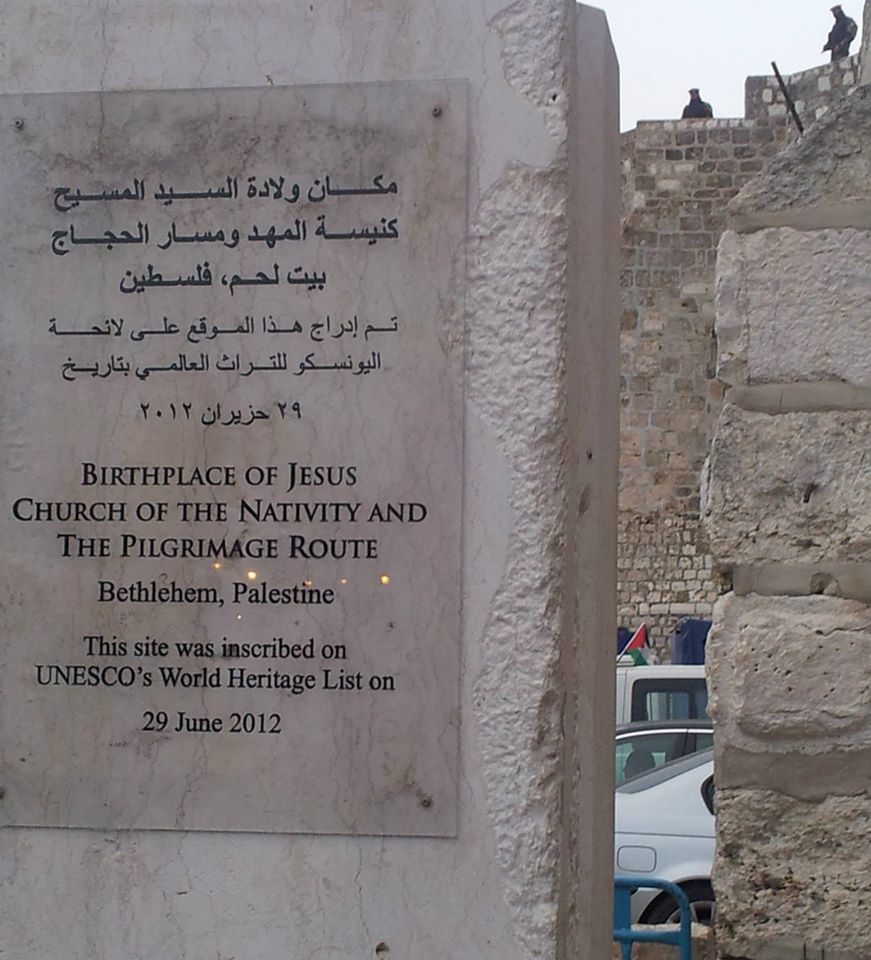 مكان ولادة السيد المسيح
كنيسة المهد ومسار الحجاج
بيت لحم، فلسطين
تم إدراج هذا الموقع على لائحة
اليونسكو للتراث العالمي بتاريخ
٢٩ حزيران ٢٠١٢
BIRTHPLACE OF JESUS
CHURCH OF THE NATIVITY AND
THE PILGRIMAGE ROUTE
Bethlehem, Palestine
This site was inscribed on
UNESCO's World Heritage List on
29 June 2012